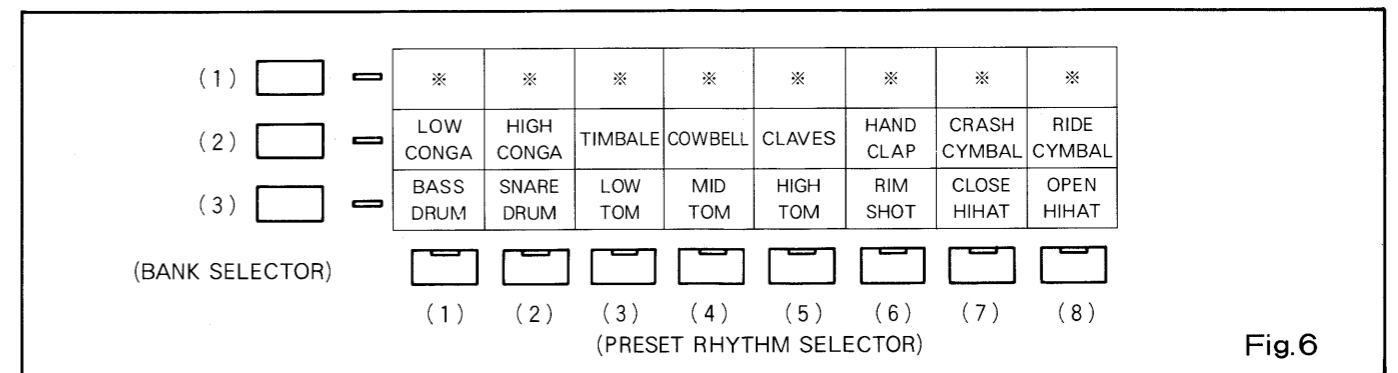 (1) ※ ※ ※ ※ ※ ※ ※ ※
(2) LOW CONGA HIGH CONGA TIMBALE COWBELL CLAVES HAND CLAP CRASH CYMBAL RIDE CYMBAL
(3) BASS DRUM SNARE DRUM LOW TOM MID TOM HIGH TOM RIM SHOT CLOSE HIHAT OPEN HIHAT
(BANK SELECTOR)
(1) (2) (3) (4) (5) (6) (7) (8)
(PRESET RHYTHM SELECTOR)
Fig.6